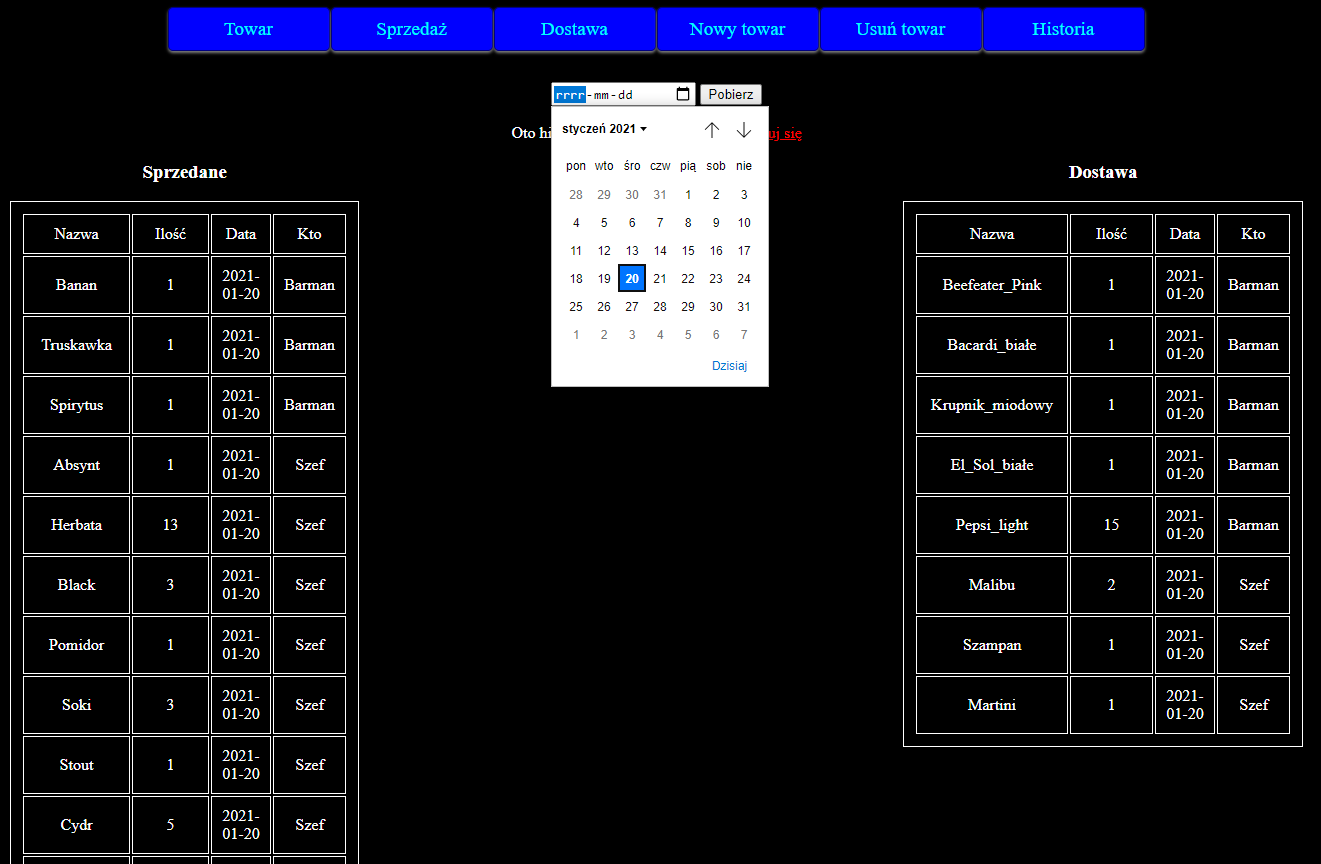 Towar Sprzedaż Dostawa Nowy towar Usuń towar Historia
rrrr-mm-dd Pobierz
Oto hi uj się
styczeń 2021
pon wto śro czw pią sob nie
28 29 30 31 1 2 3
4 5 6 7 8 9 10
11 12 13 14 15 16 17
18 19 20 21 22 23 24
25 26 27 28 29 30 31
1 2 3 4 5 6 7
Dzisiaj
Sprzedane
Nazwa Ilość Data Kto
Banan 1 2021-01-20 Barman
Truskawka 1 2021-01-20 Barman
Spirytus 1 2021-01-20 Barman
Absynt 1 2021-01-20 Szef
Herbata 13 2021-01-20 Szef
Black 3 2021-01-20 Szef
Pomidor 1 2021-01-20 Szef
Soki 3 2021-01-20 Szef
Stout 1 2021-01-20 Szef
Cydr 5 2021-01-20 Szef
Dostawa
Nazwa Ilość Data Kto
Beefeater_Pink 1 2021-01-20 Barman
Bacardi_białe 1 2021-01-20 Barman
Krupnik_miodowy 1 2021-01-20 Barman
El_Sol_białe 1 2021-01-20 Barman
Pepsi_light 15 2021-01-20 Barman
Malibu 2 2021-01-20 Szef
Szampan 1 2021-01-20 Szef
Martini 1 2021-01-20 Szef